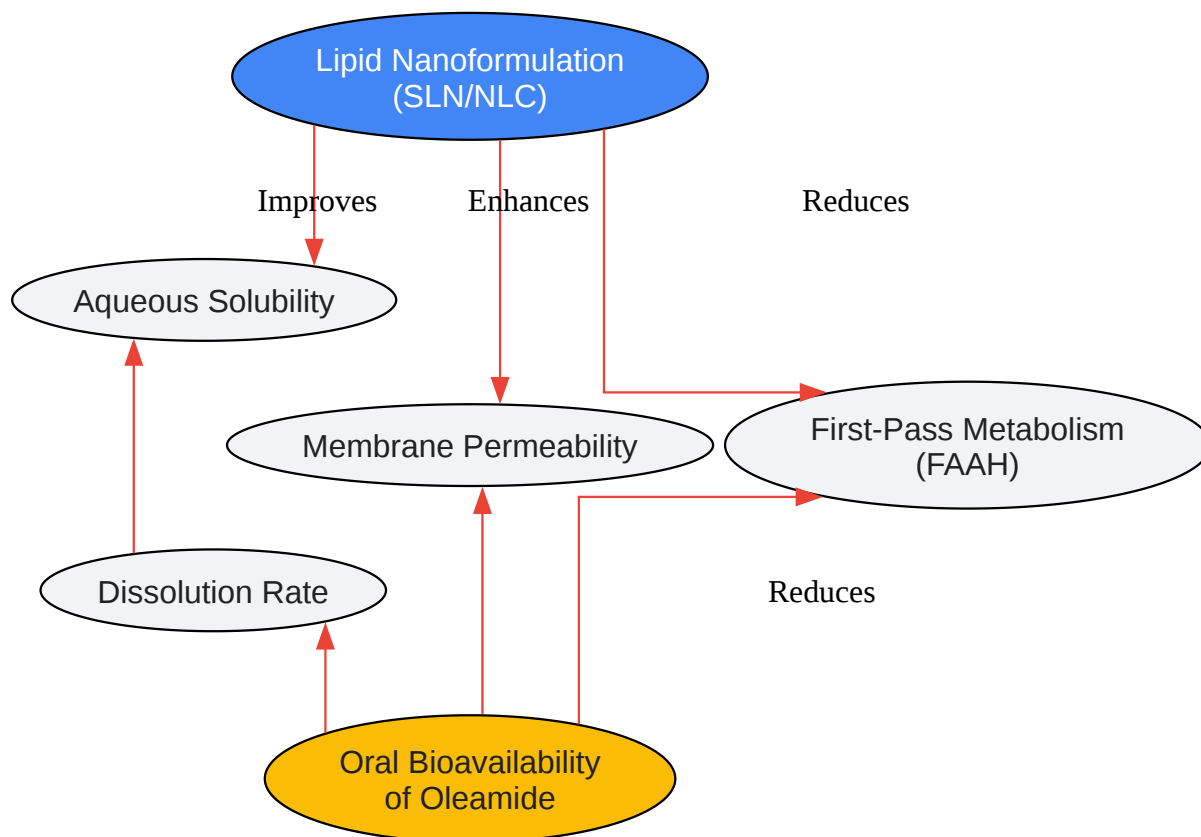 Lipid Nanoformulation
(SLN/NLC)
Improves
Enhances
Reduces
Aqueous Solubility
Membrane Permeability
First-Pass Metabolism
(FAAH)
Dissolution Rate
Reduces
Oral Bioavailability
of Oleamide